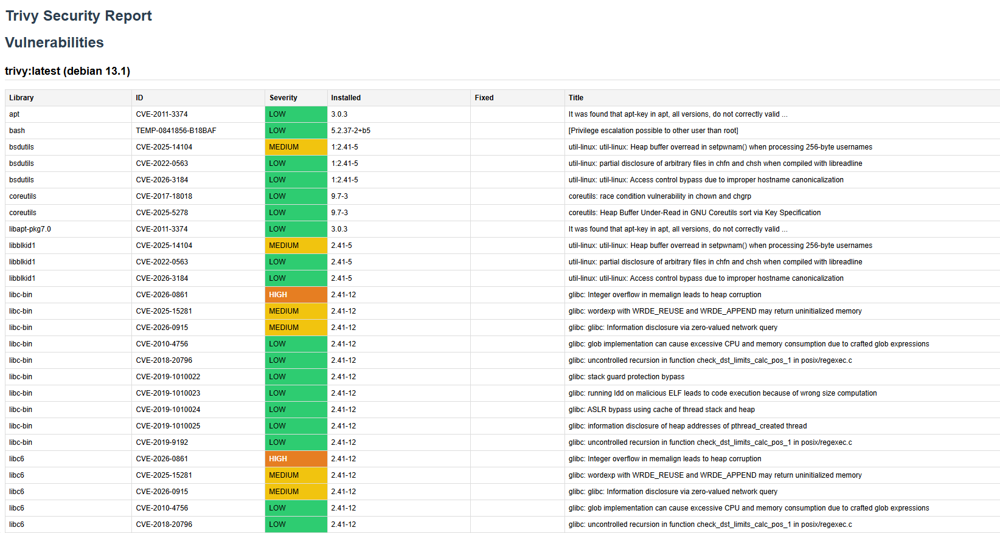 Trivy Security Report
Vulnerabilities
trivy:latest (debian 13.1)
Library ID Severity Installed Fixed Title
apt CVE-2011-3374 LOW 3.0.3 It was found that apt-key in apt, all versions, do not correctly valid ...
bash TEMP-0841856-B18BAF LOW 5.2.37-2+b5 [Privilege escalation possible to other user than root]
bsdutils CVE-2025-14104 MEDIUM 1:2.41-5 util-linux: util-linux: Heap buffer overread in setpwnam() when processing 256-byte usernames
bsdutils CVE-2022-0563 LOW 1:2.41-5 util-linux: partial disclosure of arbitrary files in chfn and chsh when compiled with libreadline
bsdutils CVE-2026-3184 LOW 1:2.41-5 util-linux: util-linux: Access control bypass due to improper hostname canonicalization
coreutils CVE-2017-18018 LOW 9.7-3 coreutils: race condition vulnerability in chown and chgrp
coreutils CVE-2025-5278 LOW 9.7-3 coreutils: Heap Buffer Under-Read in GNU Coreutils sort via Key Specification
libapt-pkg7.0 CVE-2011-3374 LOW 3.0.3 It was found that apt-key in apt, all versions, do not correctly valid ...
libblkid1 CVE-2025-14104 MEDIUM 2.41-5 util-linux: util-linux: Heap buffer overread in setpwnam() when processing 256-byte usernames
libblkid1 CVE-2022-0563 LOW 2.41-5 util-linux: partial disclosure of arbitrary files in chfn and chsh when compiled with libreadline
libblkid1 CVE-2026-3184 LOW 2.41-5 util-linux: util-linux: Access control bypass due to improper hostname canonicalization
libc-bin CVE-2026-0861 HIGH 2.41-12 glibc: Integer overflow in memalign leads to heap corruption
libc-bin CVE-2025-15281 MEDIUM 2.41-12 glibc: wordexp with WRDE_REUSE and WRDE_APPEND may return uninitialized memory
libc-bin CVE-2026-0915 MEDIUM 2.41-12 glibc: glibc: Information disclosure via zero-valued network query
libc-bin CVE-2010-4756 LOW 2.41-12 glibc: glob implementation can cause excessive CPU and memory consumption due to crafted glob expressions
libc-bin CVE-2018-20796 LOW 2.41-12 glibc: uncontrolled recursion in function check_dst_limits_calc_pos_1 in posix/regexec.c
libc-bin CVE-2019-1010022 LOW 2.41-12 glibc: stack guard protection bypass
libc-bin CVE-2019-1010023 LOW 2.41-12 glibc: running ldd on malicious ELF leads to code execution because of wrong size computation
libc-bin CVE-2019-1010024 LOW 2.41-12 glibc: ASLR bypass using cache of thread stack and heap
libc-bin CVE-2019-1010025 LOW 2.41-12 glibc: information disclosure of heap addresses of pthread_created thread
libc-bin CVE-2019-9192 LOW 2.41-12 glibc: uncontrolled recursion in function check_dst_limits_calc_pos_1 in posix/regexec.c
libc6 CVE-2026-0861 HIGH 2.41-12 glibc: Integer overflow in memalign leads to heap corruption
libc6 CVE-2025-15281 MEDIUM 2.41-12 glibc: wordexp with WRDE_REUSE and WRDE_APPEND may return uninitialized memory
libc6 CVE-2026-0915 MEDIUM 2.41-12 glibc: glibc: Information disclosure via zero-valued network query
libc6 CVE-2010-4756 LOW 2.41-12 glibc: glob implementation can cause excessive CPU and memory consumption due to crafted glob expressions
libc6 CVE-2018-20796 LOW 2.41-12 glibc: uncontrolled recursion in function check_dst_limits_calc_pos_1 in posix/regexec.c